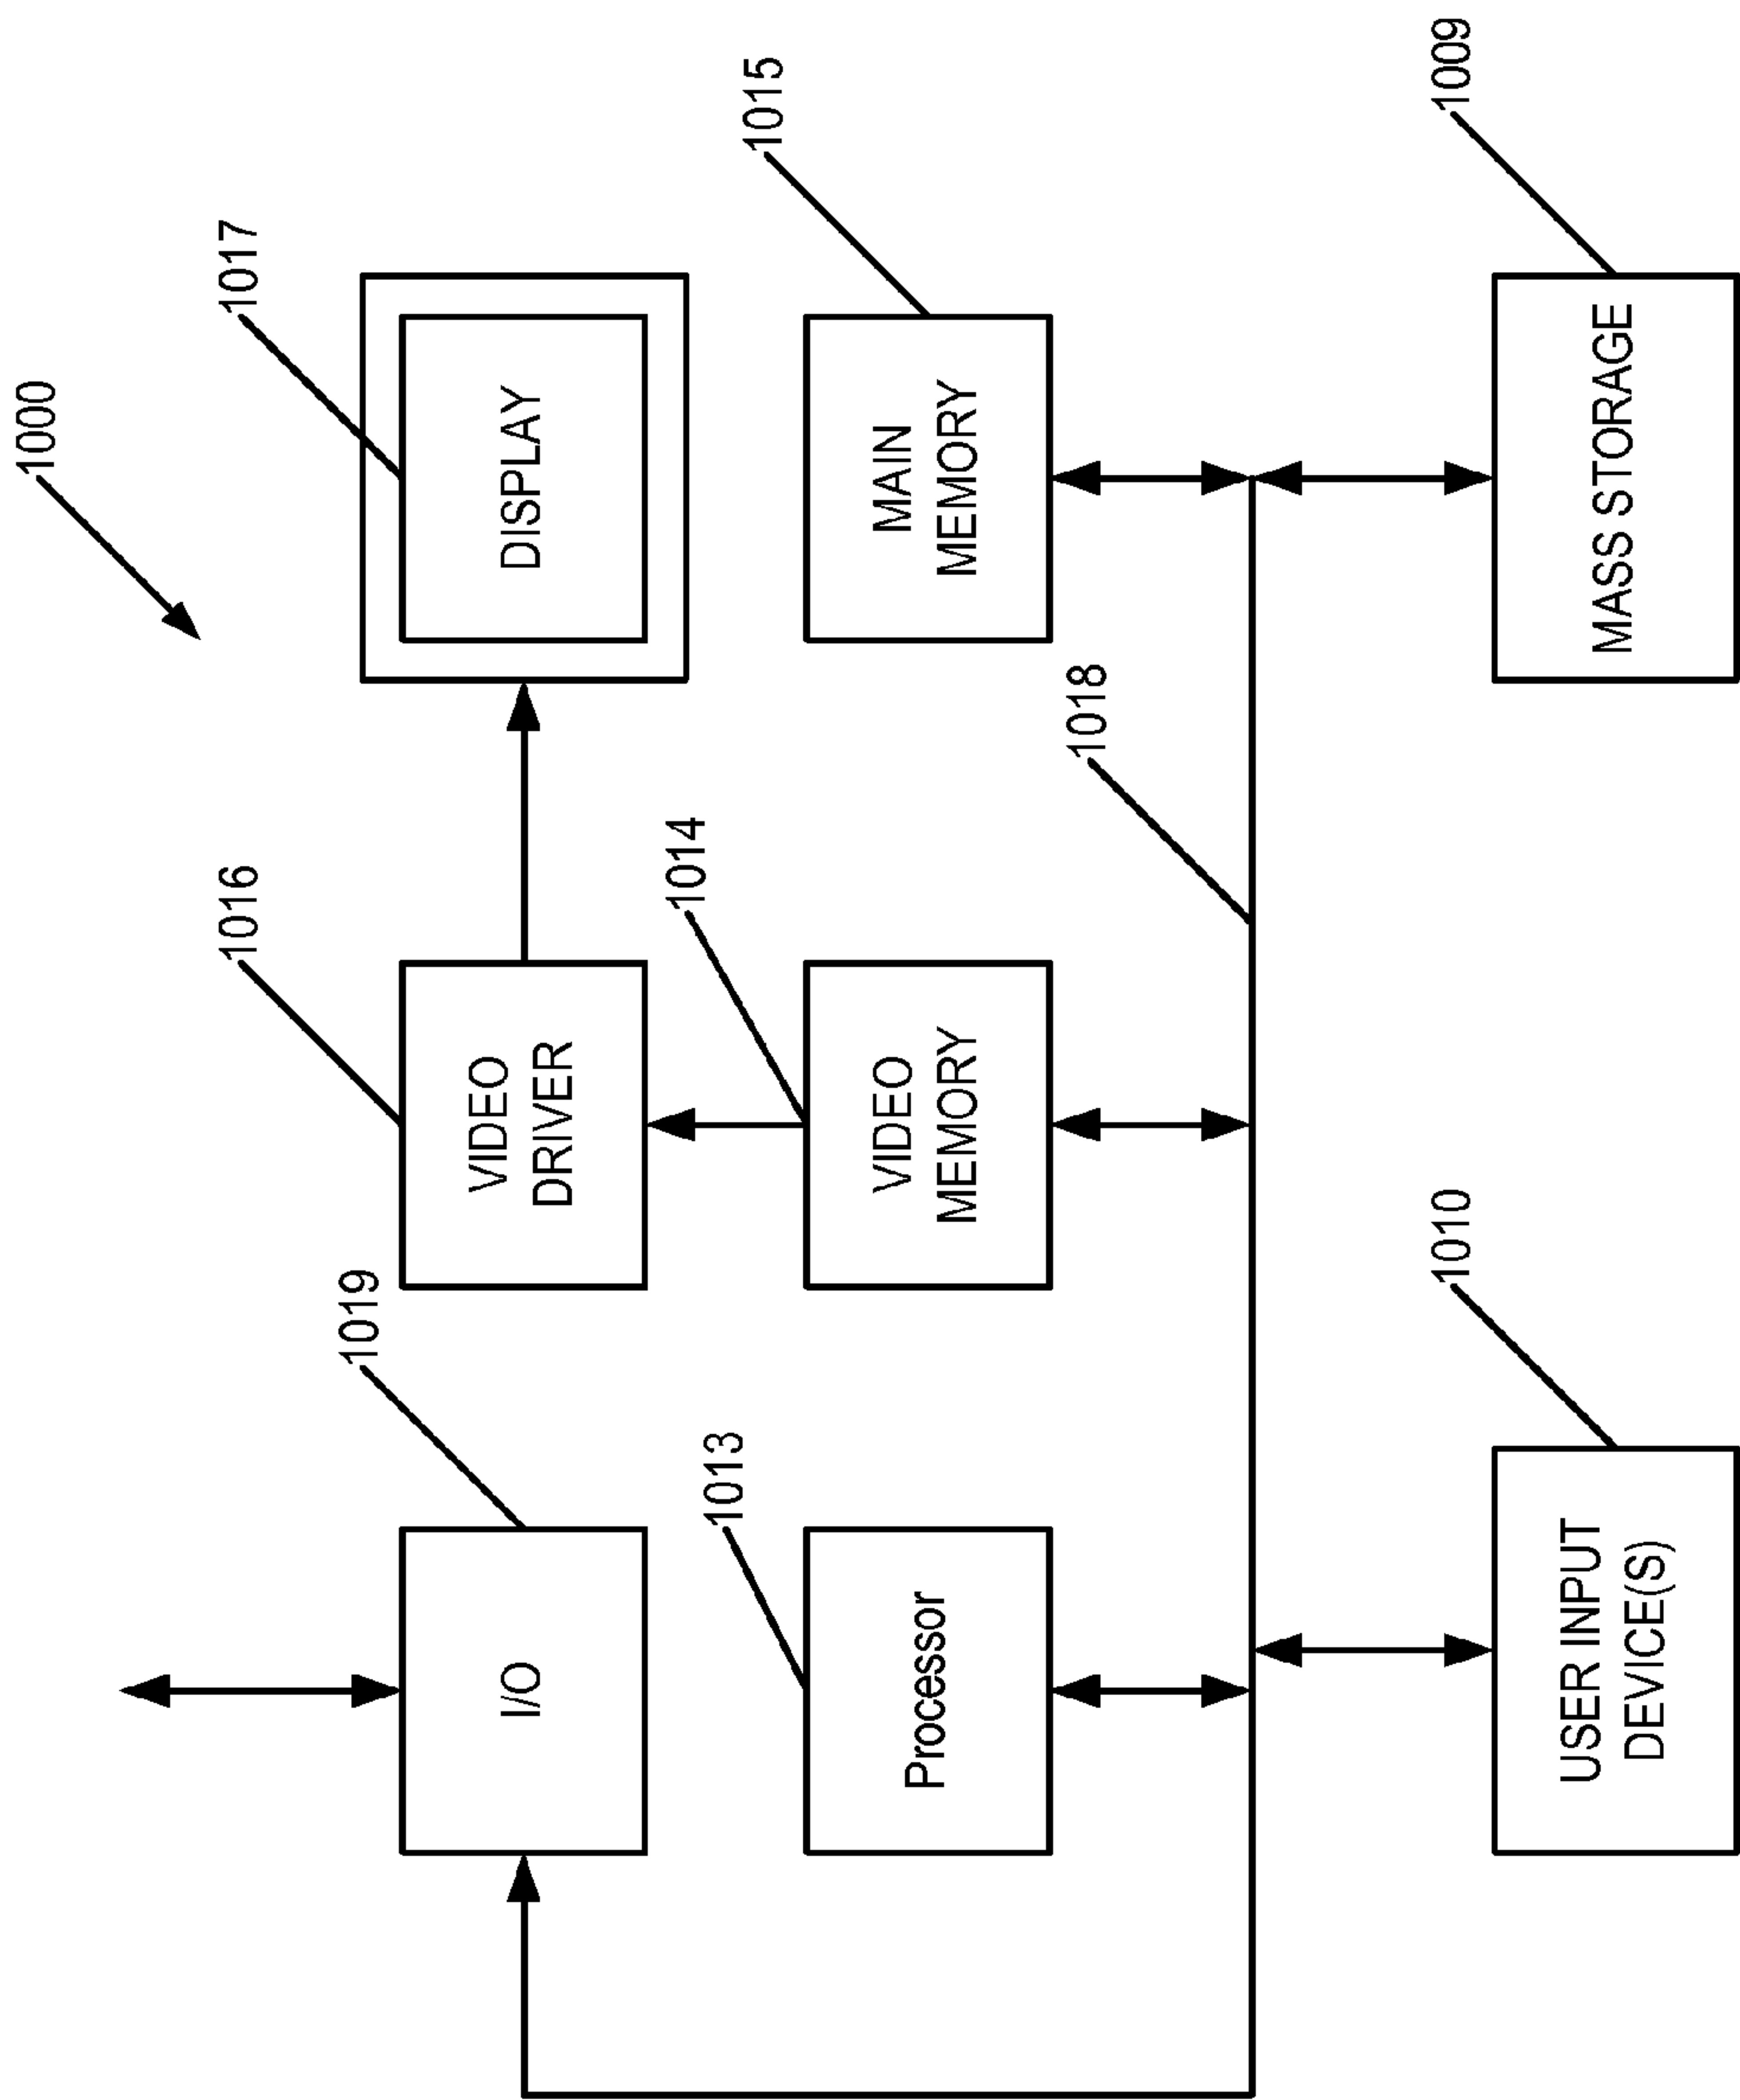 1000
1016
1017
1019
I/O
VIDEO
DRIVER
DISPLAY
1013
1014
1015
Processor
VIDEO
MEMORY
MAIN
MEMORY
1018
1010
1009
USER INPUT
DEVICE(S)
MASS STORAGE